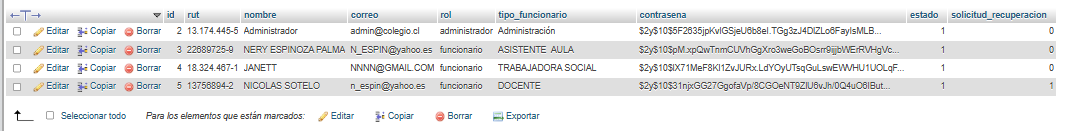 id rut nombre correo rol tipo_funcionario contrasena estado solicitud_recuperacion
Editar Copiar Borrar 2 13.174.445-5 Administrador admin@colegio.cl administrador Administración $2y$10$5F2635jpKvIGSjeU6b8eI.TGg3zJ4DlZLo6FayIsMLB... 1 0
Editar Copiar Borrar 3 22689725-9 NERY ESPINOZA PALMA N_ESPIN@yahoo.es funcionario ASISTENTE AULA $2y$10$pM.xpQwTnmCUVhGgXro3weGoBOsrr9ijjbWErRVHgVc... 1 0
Editar Copiar Borrar 4 18.324.467-1 JANETT NNNN@GMAIL.COM funcionario TRABAJADORA SOCIAL $2y$10$IX71MeF8Kl1ZvJURx.LdYOyUTsqGuLswEWVHU1UOLqF... 1 0
Editar Copiar Borrar 5 13756894-2 NICOLAS SOTELO n_espin@yahoo.es funcionario DOCENTE $2y$10$31njxGG27GgofaVp/8CGOeNT9ZlU6vJh/0Q4uO6IBut... 1 1
Seleccionar todo Para los elementos que están marcados: Editar Copiar Borrar Exportar